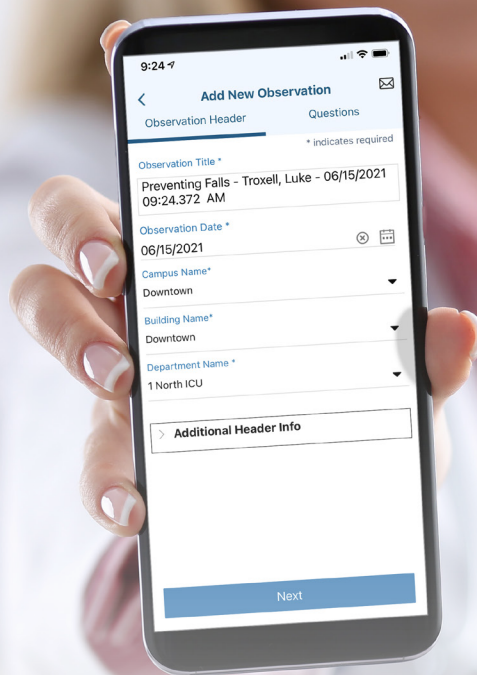 9:24
Add New Observation
Observation Header
Questions
* indicates required
Observation Title *
Preventing Falls - Troxell, Luke - 06/15/2021
09:24.372 AM
Observation Date *
06/15/2021
Campus Name*
Downtown
Building Name*
Downtown
Department Name *
1 North ICU
Additional Header Info
Next